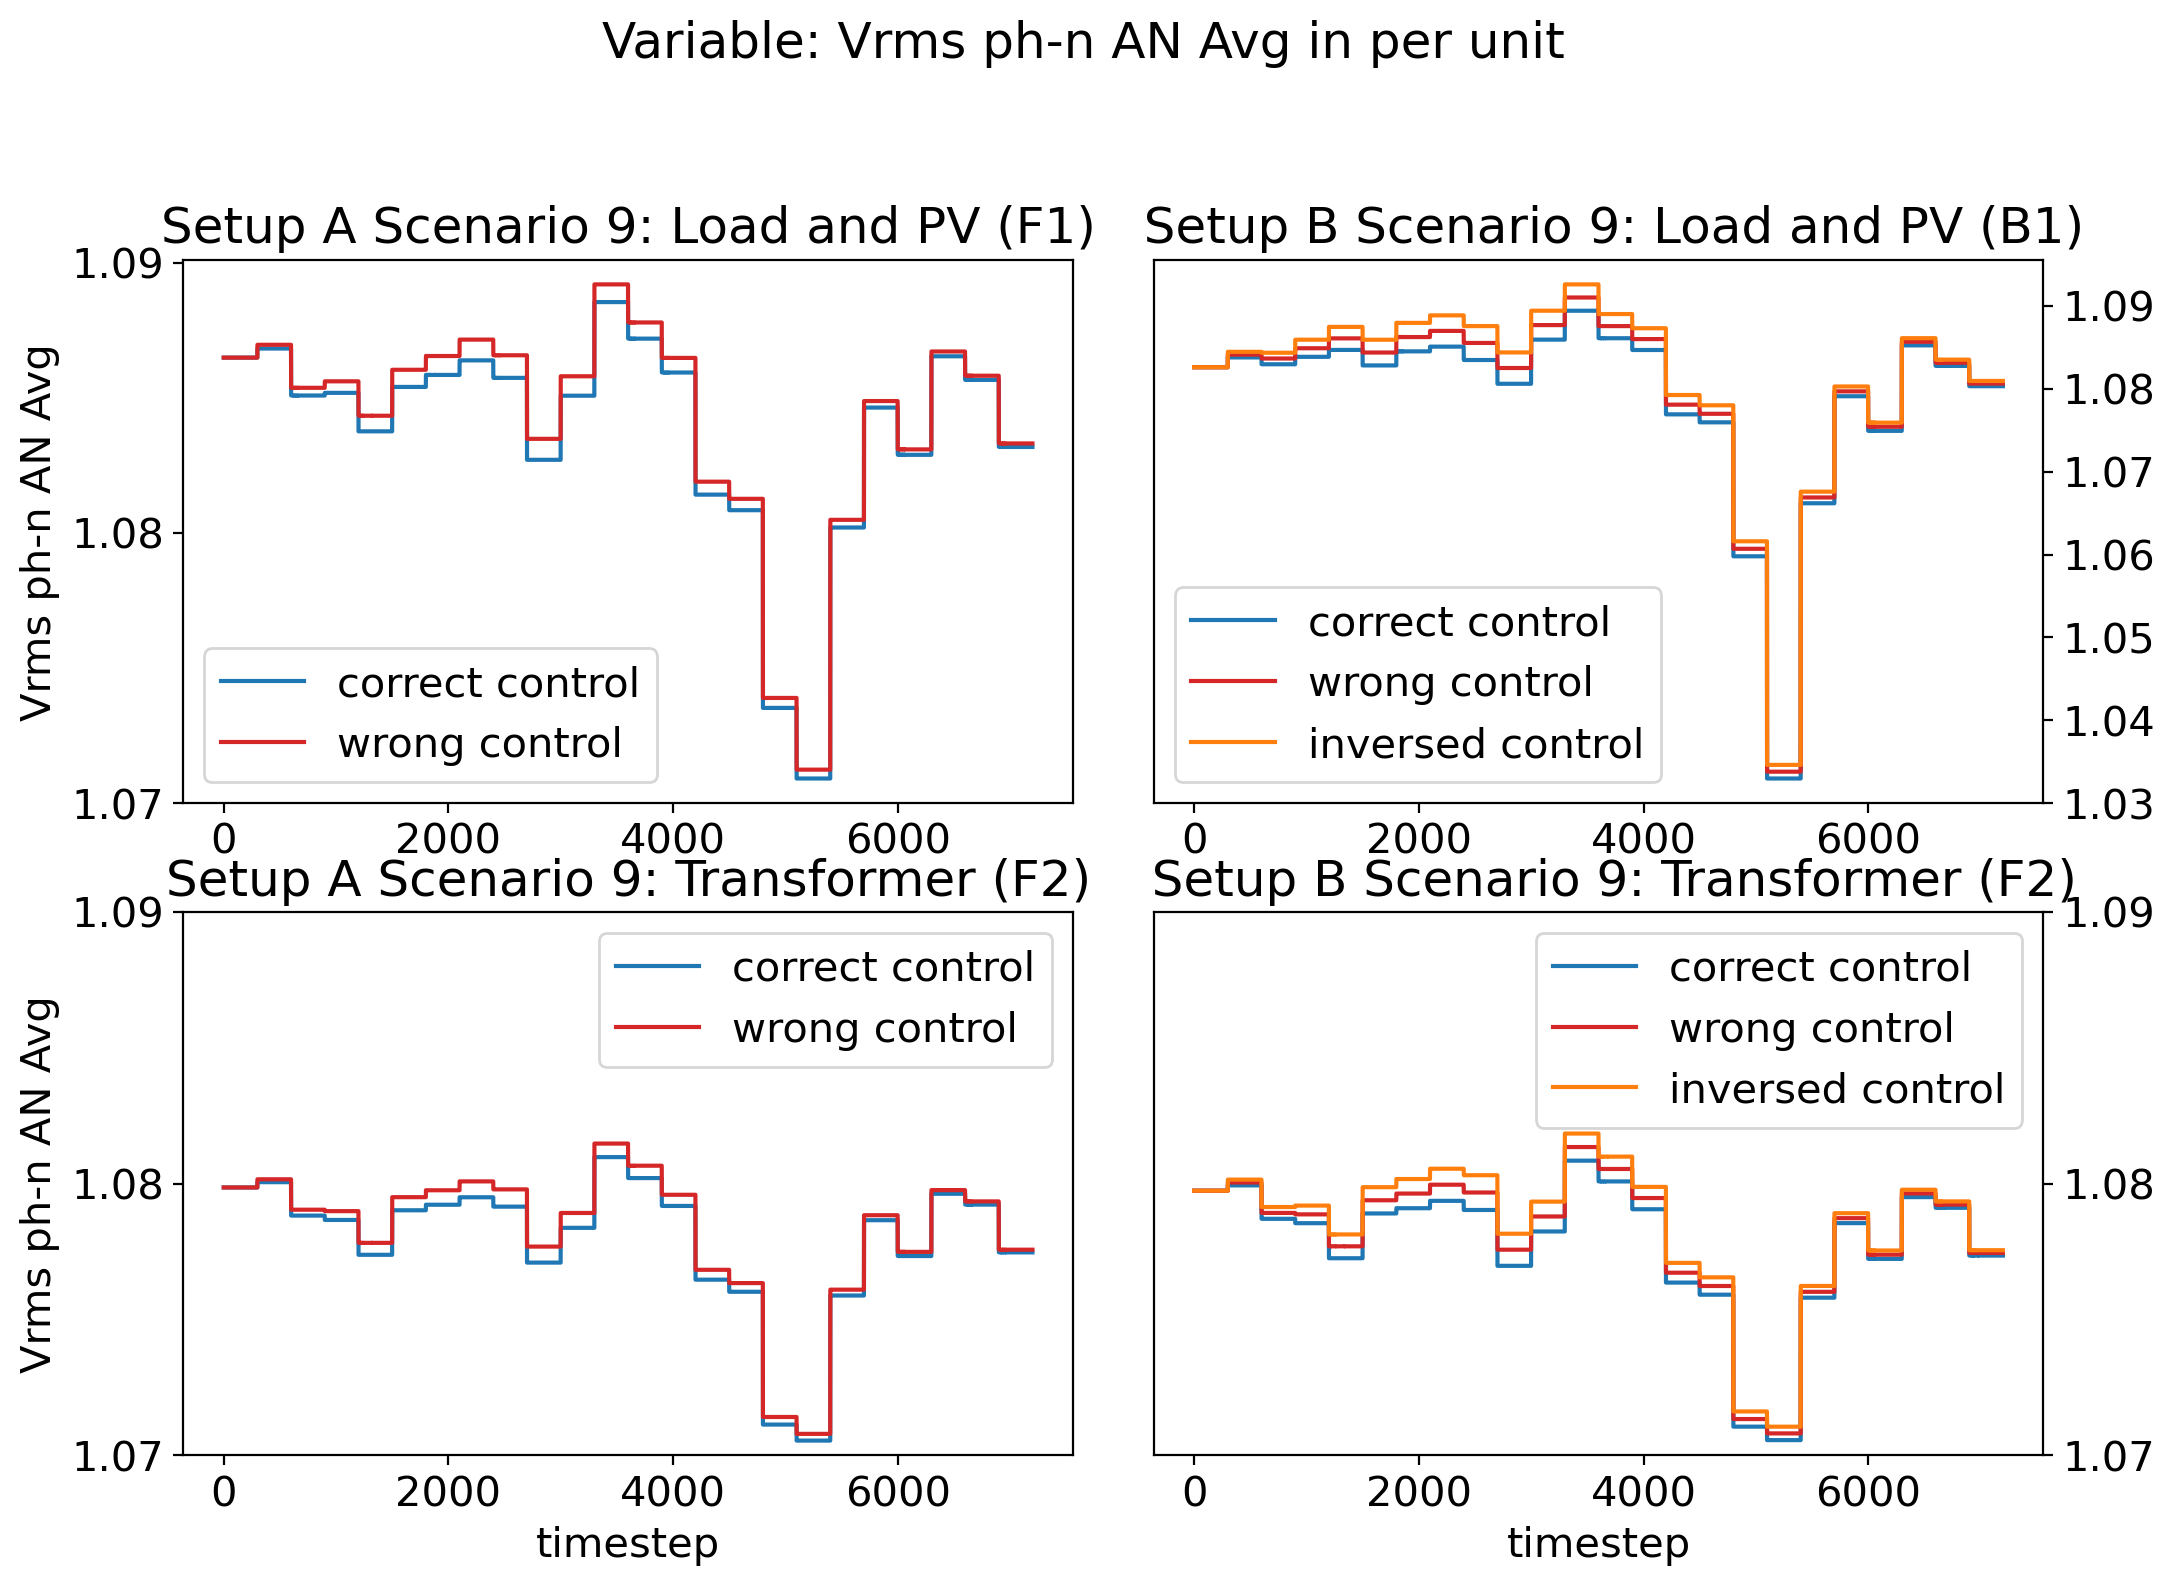 Variable: Vrms ph-n AN Avg in per unit
Setup A Scenario 9: Load and PV (F1)
Vrms ph-n AN Avg
1.09
1.08
1.07
correct control
wrong control
0 2000 4000 6000
Setup B Scenario 9: Load and PV (B1)
1.09
1.08
1.07
1.06
1.05
1.04
1.03
correct control
wrong control
inversed control
0 2000 4000 6000
Setup A Scenario 9: Transformer (F2)
Vrms ph-n AN Avg
1.09
1.08
1.07
correct control
wrong control
0 2000 4000 6000
timestep
Setup B Scenario 9: Transformer (F2)
1.09
1.08
1.07
correct control
wrong control
inversed control
0 2000 4000 6000
timestep